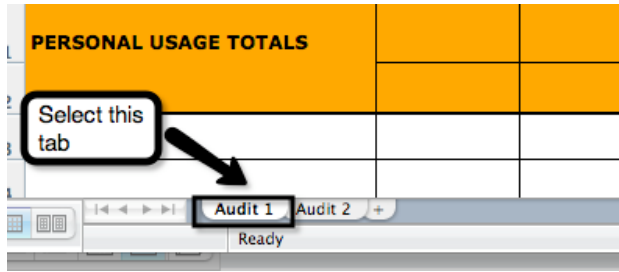 PERSONAL USAGE TOTALS
Select this
tab
Audit 1 Audit 2 +
Ready